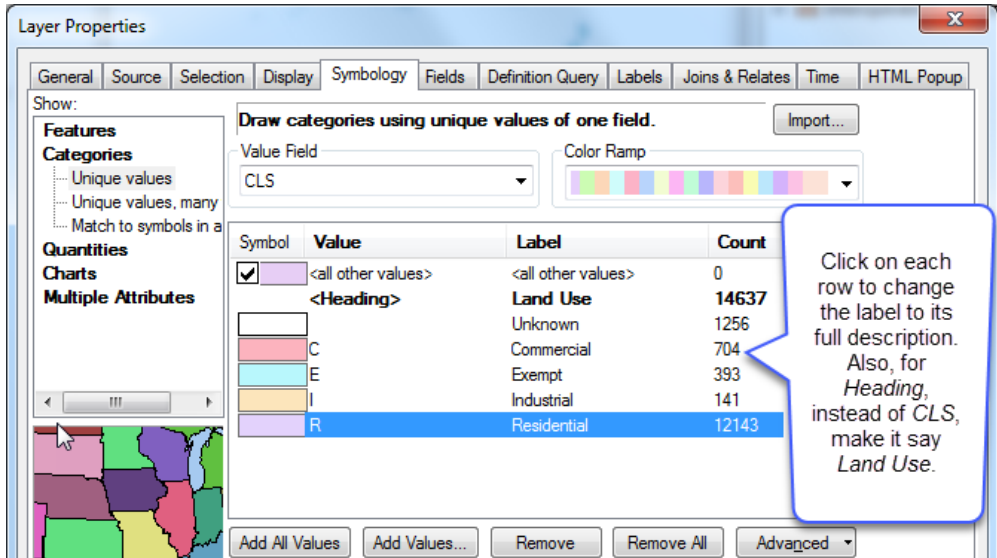 Layer Properties
General Source Selection Display Symbology Fields Definition Query Labels Joins & Relates Time HTML Popup
Show:
Features
Categories
Unique values
Unique values, many
Match to symbols in a
Quantities
Charts
Multiple Attributes
Draw categories using unique values of one field.
Import...
Value Field
CLS
Color Ramp
Symbol Value Label Count
<all other values> <all other values> 0
<Heading> Land Use 14637
Unknown 1256
C Commercial 704
E Exempt 393
I Industrial 141
R Residential 12143
Click on each
row to change
the label to its
full description.
Also, for
Heading,
instead of CLS,
make it say
Land Use.
Add All Values Add Values... Remove Remove All Advanced